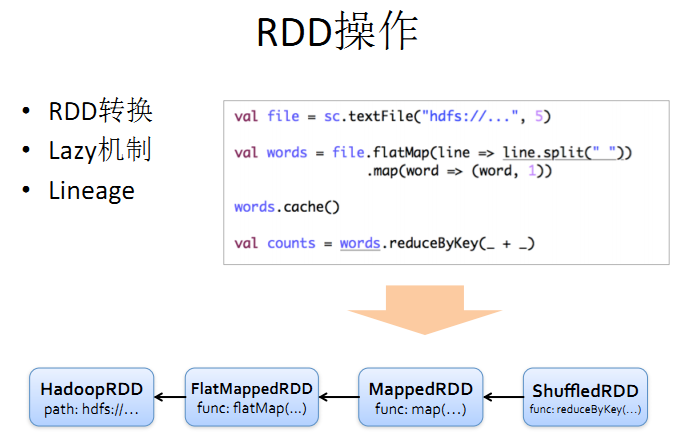 RDD操作
• RDD转换
• Lazy机制
• Lineage
val file = sc.textFile("hdfs://...", 5)
val words = file.flatMap(line => line.split(" "))
.map(word => (word, 1))
words.cache()
val counts = words.reduceByKey(_ + _)
HadoopRDD
path: hdfs://...
FlatMappedRDD
func: flatMap(...)
MappedRDD
func: map(...)
ShuffledRDD
func: reduceByKey(...)